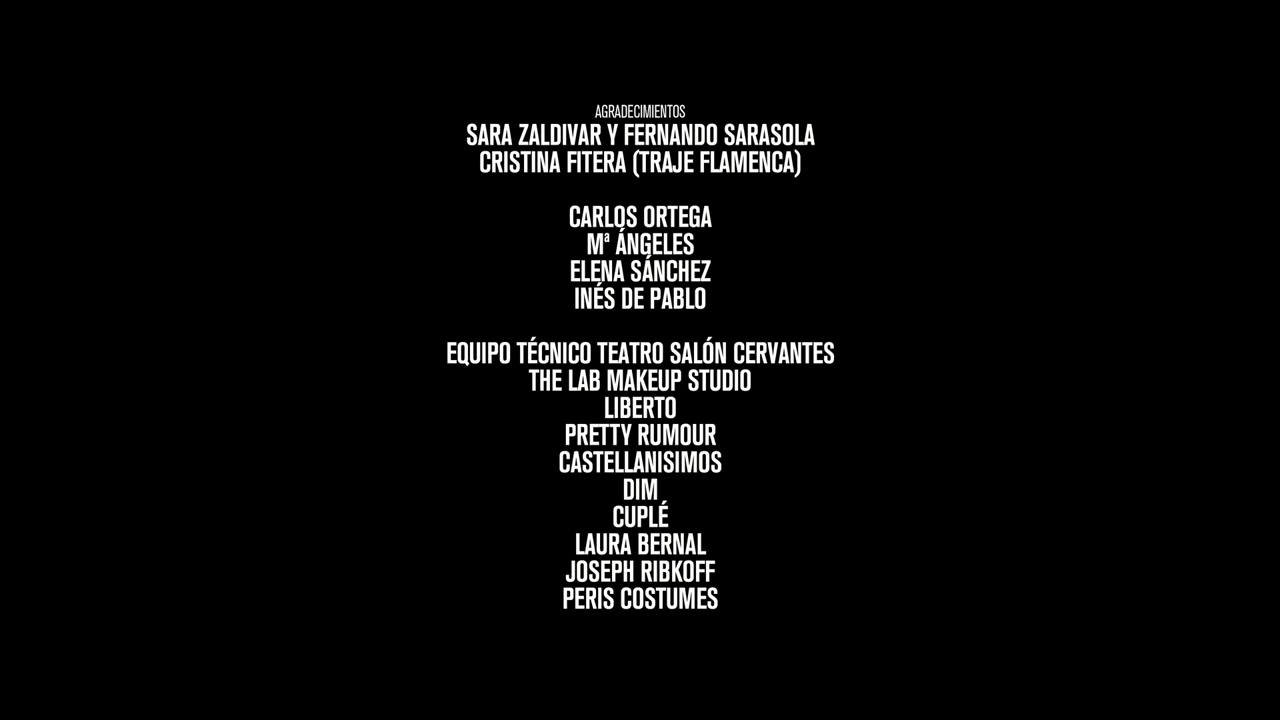 AGRADECIMIENTOS
SARA ZALDIVAR Y FERNANDO SARASOLA
CRISTINA FITERA (TRAJE FLAMENCA)
CARLOS ORTEGA
Mª ÁNGELES
ELENA SÁNCHEZ
INÉS DE PABLO
EQUIPO TÉCNICO TEATRO SALÓN CERVANTES
THE LAB MAKEUP STUDIO
LIBERTO
PRETTY RUMOUR
CASTELLANISIMOS
DIM
CUPLÉ
LAURA BERNAL
JOSEPH RIBKOFF
PERIS COSTUMES